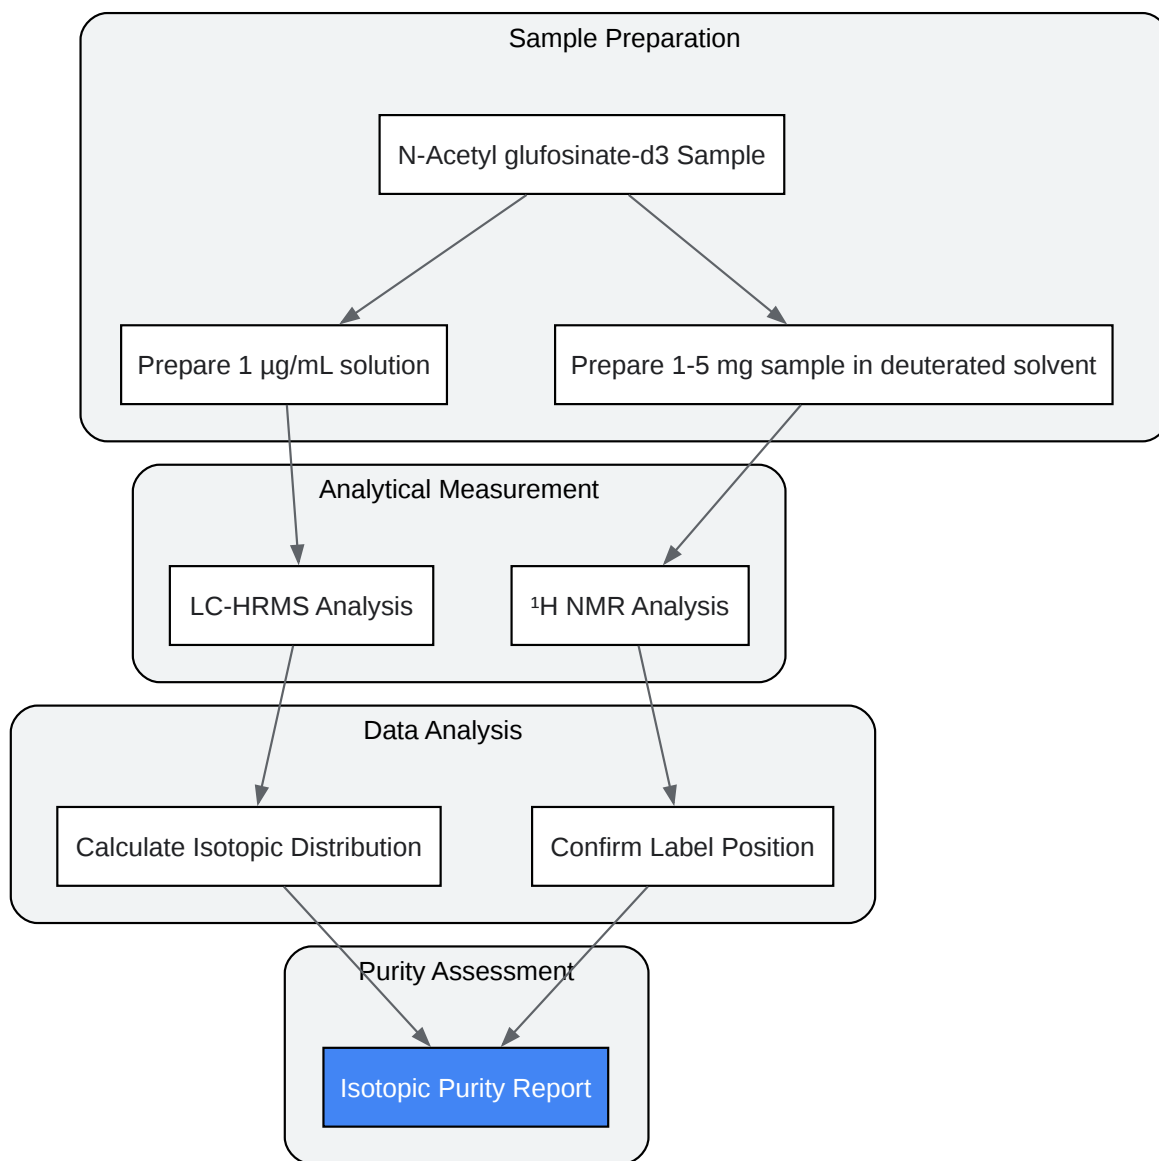 Sample Preparation
N-Acetyl glufosinate-d3 Sample
Prepare 1 µg/mL solution
Prepare 1-5 mg sample in deuterated solvent
Analytical Measurement
LC-HRMS Analysis
¹H NMR Analysis
Data Analysis
Calculate Isotopic Distribution
Confirm Label Position
Purity Assessment
Isotopic Purity Report